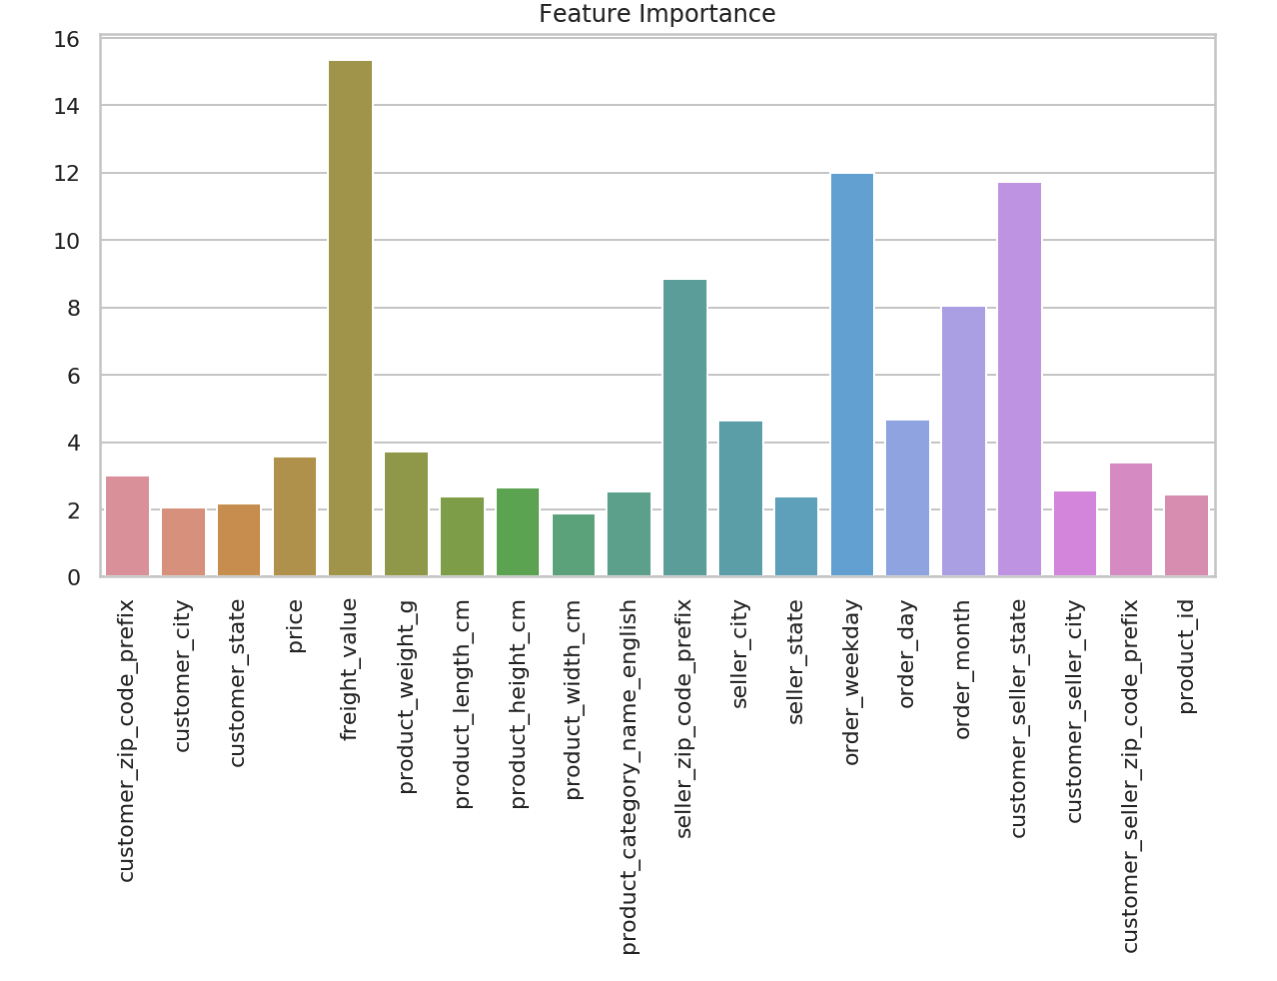 Feature Importance
16
14
12
10
8
6
4
2
0
customer_zip_code_prefix
customer_city
customer_state
price
freight_value
product_weight_g
product_length_cm
product_height_cm
product_width_cm
product_category_name_english
seller_zip_code_prefix
seller_city
seller_state
order_weekday
order_day
order_month
customer_seller_state
customer_seller_city
customer_seller_zip_code_prefix
product_id